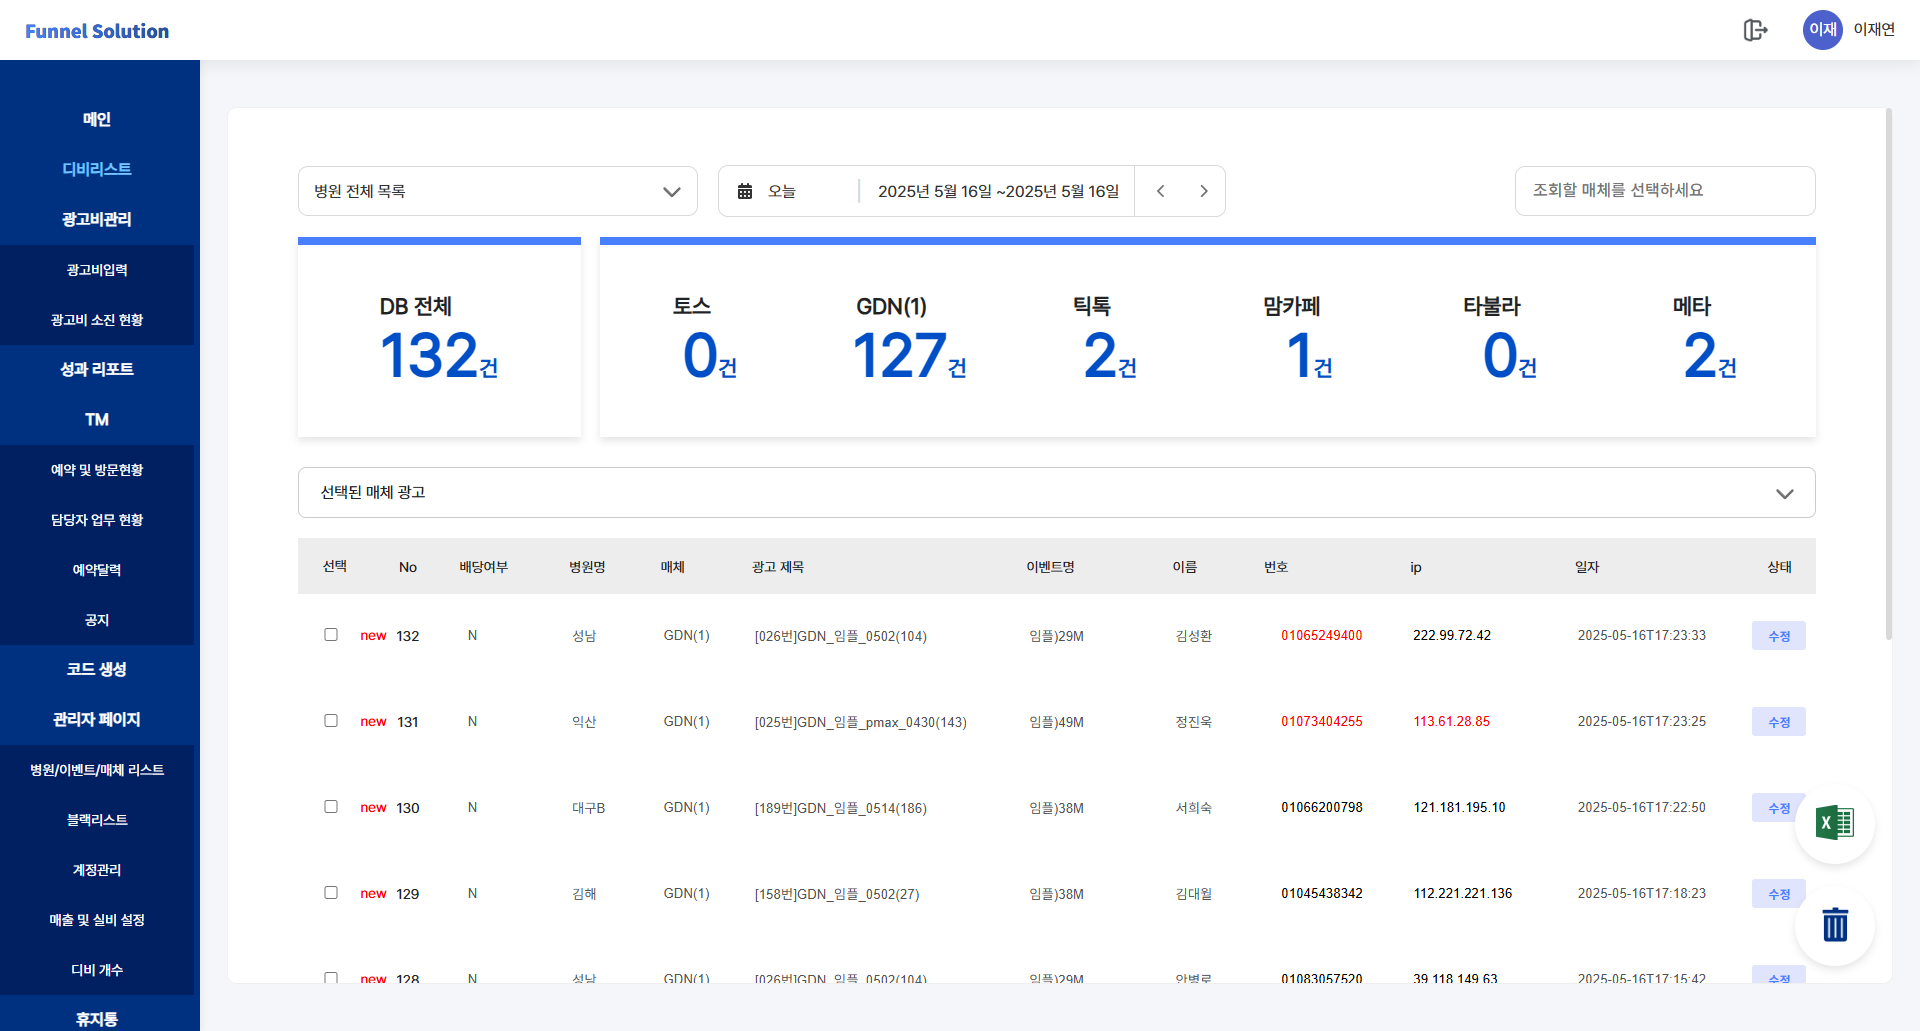 Funnel Solution
이재 이재연
메인
디비리스트
광고비관리
광고비입력
광고비 소진 현황
성과 리포트
TM
예약 및 방문현황
담당자 업무 현황
예약달력
공지
코드 생성
관리자 페이지
병원/이벤트/매체 리스트
블랙리스트
계정관리
매출 및 실비 설정
디비 개수
휴지통
병원 전체 목록
오늘 2025년 5월 16일 ~2025년 5월 16일
조회할 매체를 선택하세요
DB 전체
132건
토스 GDN(1) 틱톡 맘카페 타불라 메타
0건 127건 2건 1건 0건 2건
선택된 매체 광고
선택 No 배당여부 병원명 매체 광고 제목 이벤트명 이름 번호 ip 일자 상태
new 132 N 성남 GDN(1) [026번]GDN_임플_0502(104) 임플)29M 김성환 01065249400 222.99.72.42 2025-05-16T17:23:33 수정
new 131 N 익산 GDN(1) [025번]GDN_임플_pmax_0430(143) 임플)49M 정진욱 01073404255 113.61.28.85 2025-05-16T17:23:25 수정
new 130 N 대구B GDN(1) [189번]GDN_임플_0514(186) 임플)38M 서희숙 01066200798 121.181.195.10 2025-05-16T17:22:50 수정
new 129 N 김해 GDN(1) [158번]GDN_임플_0502(27) 임플)38M 김대월 01045438342 112.221.221.136 2025-05-16T17:18:23 수정
new 128 N 성남 GDN(1) [026번]GDN_임플_0502(104) 임플)29M 안병로 01083057520 39.118.149.63 2025-05-16T17:15:42 수정